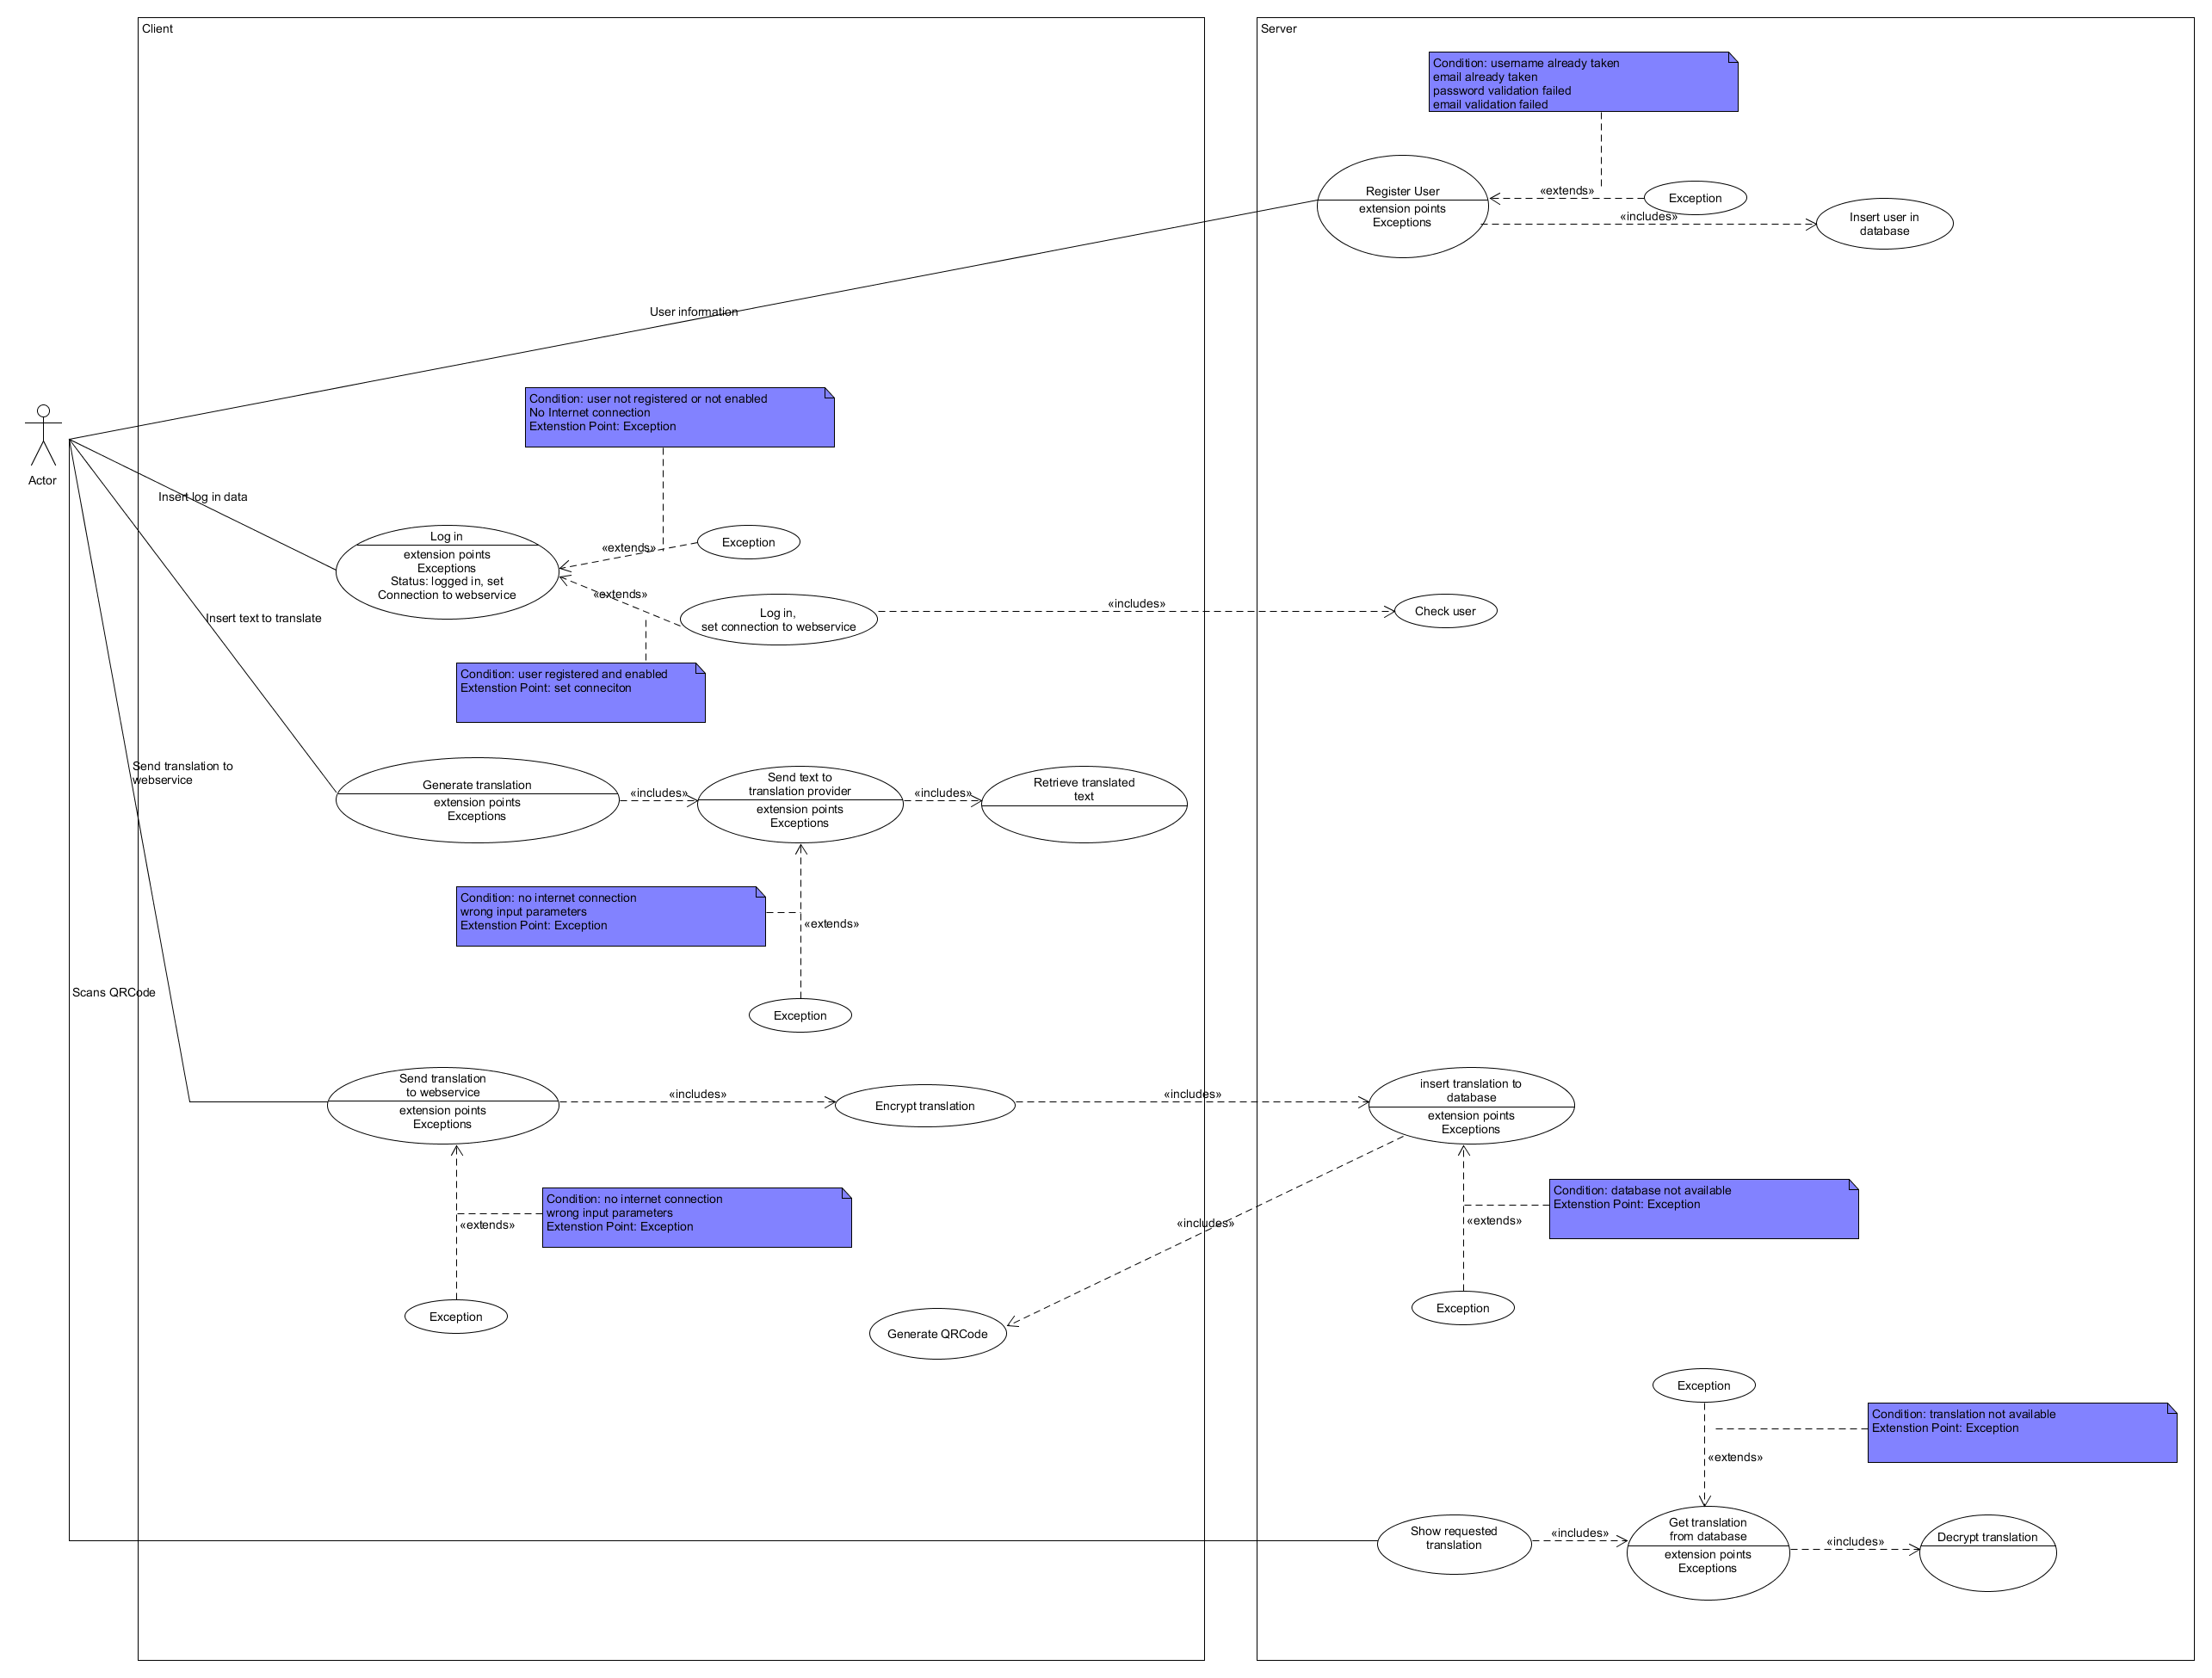 Client
Server
Condition: username already taken
email already taken
password validation failed
email validation failed
Register User
extension points
Exceptions
«extends»
Exception
«includes»
Insert user in
database
User information
Actor
Condition: user not registered or not enabled
No Internet connection
Extenstion Point: Exception
Insert log in data
Log in
extension points
Exceptions
Status: logged in, set
Connection to webservice
«extends»
Exception
«extends»
Log in,
set connection to webservice
«includes»
Check user
Insert text to translate
Condition: user registered and enabled
Extenstion Point: set conneciton
Send translation to
webservice
Generate translation
extension points
Exceptions
«includes»
Send text to
translation provider
extension points
Exceptions
«includes»
Retrieve translated
text
Condition: no internet connection
wrong input parameters
Extenstion Point: Exception
«extends»
Exception
Scans QRCode
Send translation
to webservice
extension points
Exceptions
«includes»
Encrypt translation
«includes»
insert translation to
database
extension points
Exceptions
Condition: no internet connection
wrong input parameters
Extenstion Point: Exception
«extends»
Exception
«includes»
Generate QRCode
Condition: database not available
Extenstion Point: Exception
«extends»
Exception
Exception
Condition: translation not available
Extenstion Point: Exception
«extends»
Show requested
translation
«includes»
Get translation
from database
extension points
Exceptions
«includes»
Decrypt translation